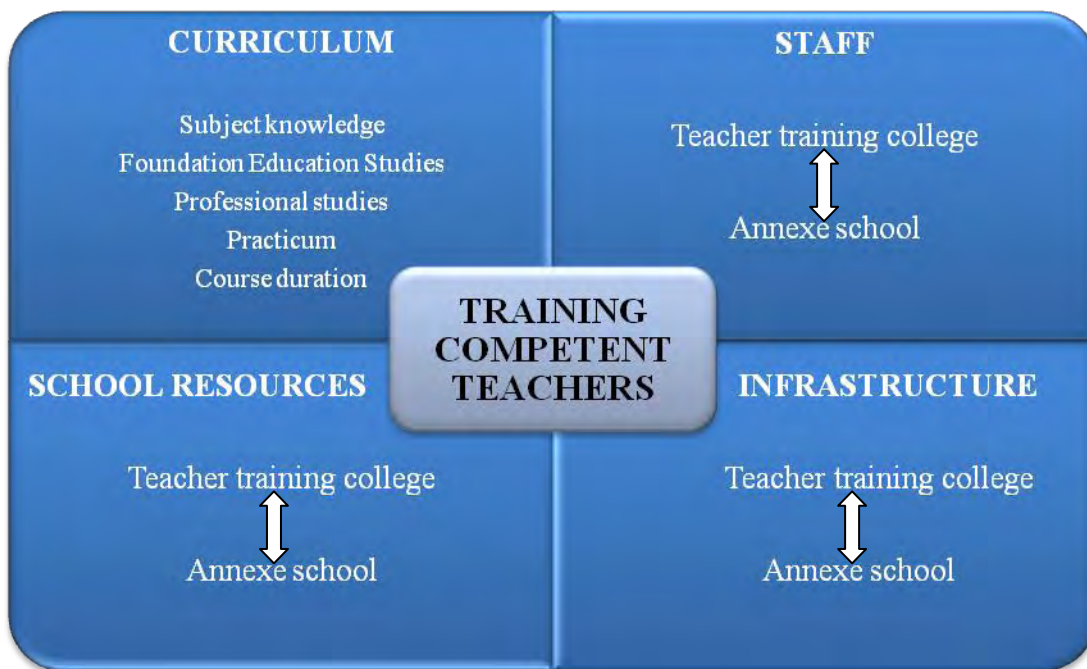 CURRICULUM
Subject knowledge
Foundation Education Studies
Professional studies
Practicum
Course duration
STAFF
Teacher training college
Annexe school
TRAINING
COMPETENT
TEACHERS
SCHOOL RESOURCES
Teacher training college
Annexe school
INFRASTRUCTURE
Teacher training college
Annexe school